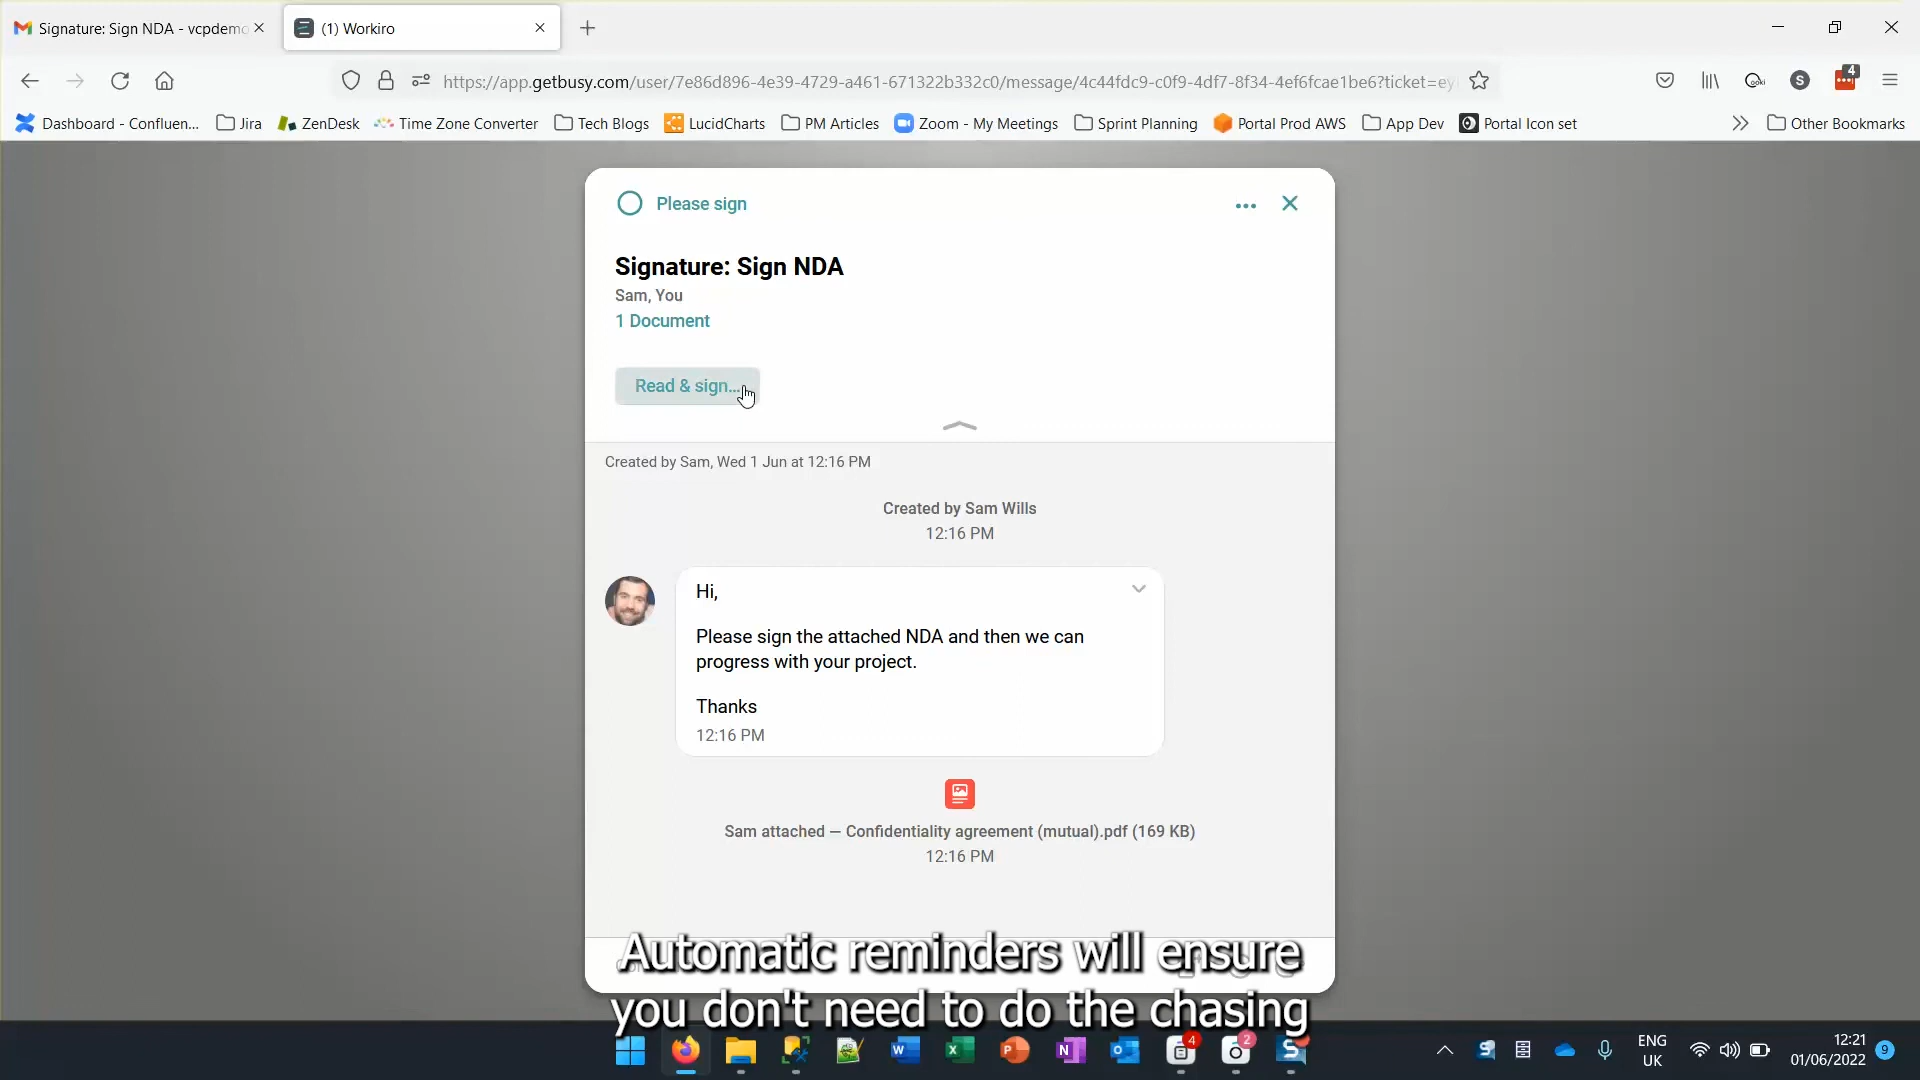 Signature: Sign NDA - vcpdemo
(1) Workiro
https://app.getbusy.com/user/7e86d896-4e39-4729-a461-671322b332c0/message/4c44fdc9-c0f9-4df7-8f34-4ef6fcae1be6?ticket=ey
S
4
Dashboard - Confluen...
Jira
ZenDesk
Time Zone Converter
Tech Blogs
LucidCharts
PM Articles
Zoom - My Meetings
Sprint Planning
Portal Prod AWS
App Dev
Portal Icon set
Other Bookmarks
Please sign
Signature: Sign NDA
Sam, You
1 Document
Read & sign...
Created by Sam, Wed 1 Jun at 12:16 PM
Created by Sam Wills
12:16 PM
Hi,
Please sign the attached NDA and then we can
progress with your project.
Thanks
12:16 PM
Sam attached — Confidentiality agreement (mutual).pdf (169 KB)
12:16 PM
Automatic reminders will ensure
you don't need to do the chasing
4
2
ENG
UK
12:21
01/06/2022
9